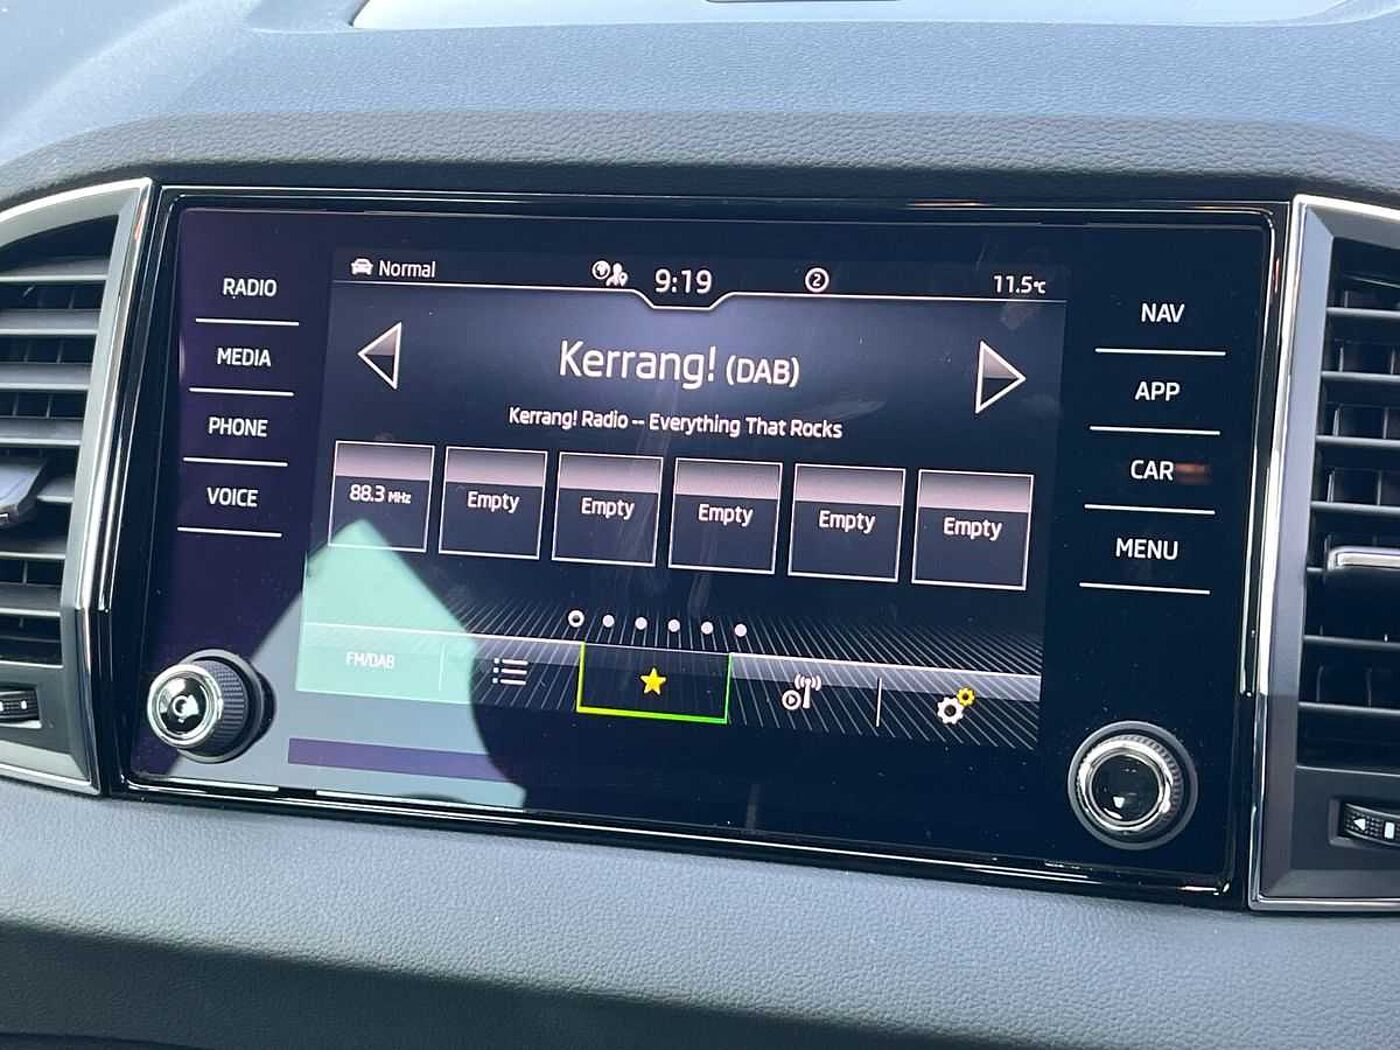 Normal
9:19
2
11.5°C
RADIO
MEDIA
PHONE
VOICE
Kerrang! (DAB)
Kerrang! Radio -- Everything That Rocks
88.3 MHz
Empty
Empty
Empty
Empty
Empty
FM/DAB
NAV
APP
CAR
MENU